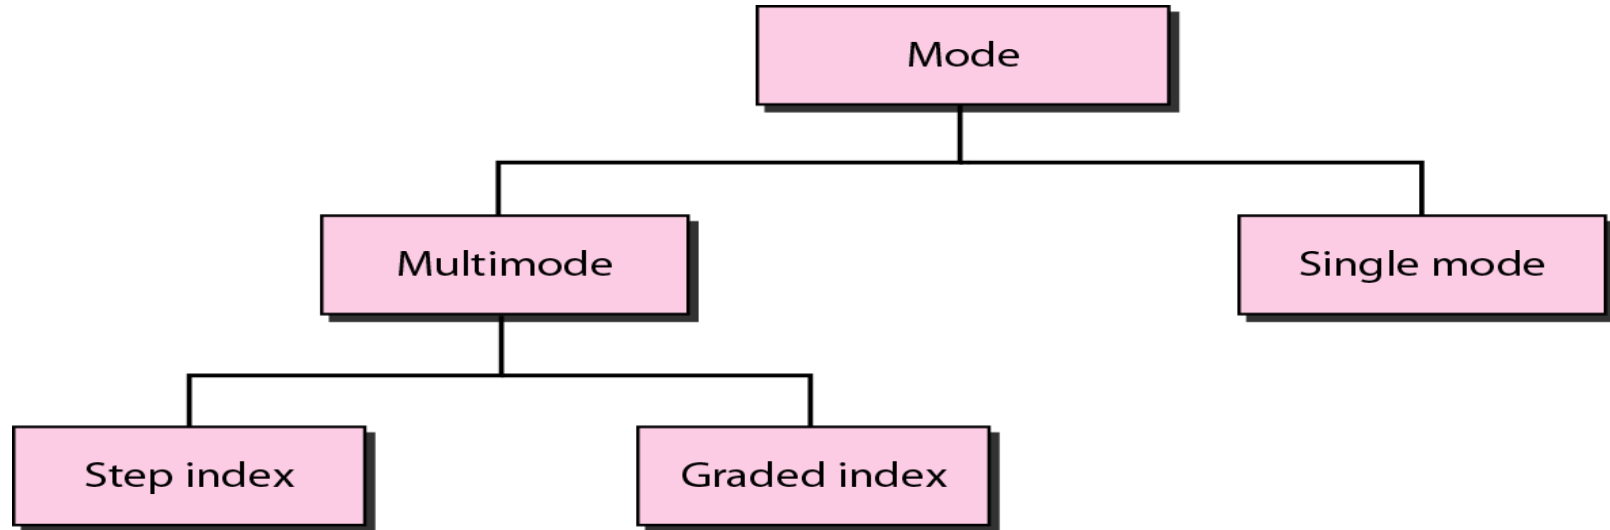 Mode
Multimode
Single mode
Step index
Graded index